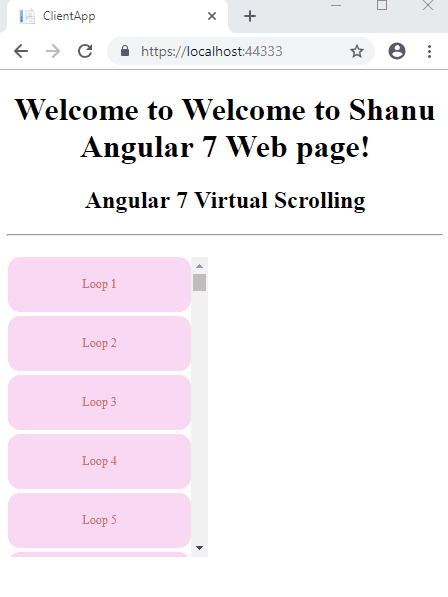 ClientApp
https://localhost:44333
Welcome to Welcome to Shanu
Angular 7 Web page!
Angular 7 Virtual Scrolling
Loop 1
Loop 2
Loop 3
Loop 4
Loop 5